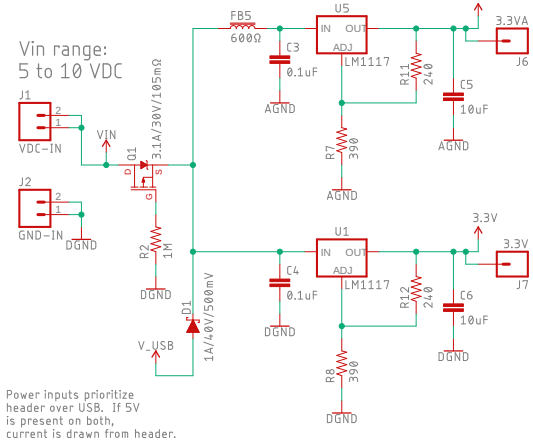 FB5
600Ω
U5
IN
OUT
ADJ
LM1117
3.3VA
J6
Vin range:
5 to 10 VDC
C3
0.1uF
AGND
R11
240
C5
10uF
AGND
R7
390
AGND
J1
2
1
VDC-IN
VIN
Q1
3.1A/30V/105mΩ
D
S
G
J2
2
1
GND-IN
DGND
R2
1M
DGND
U1
IN
OUT
ADJ
LM1117
3.3V
3.3V
J7
C4
0.1uF
DGND
R12
240
C6
10uF
DGND
R8
390
DGND
D1
1A/40V/500mV
V_USB
Power inputs prioritize
header over USB. If 5V
is present on both,
current is drawn from header.